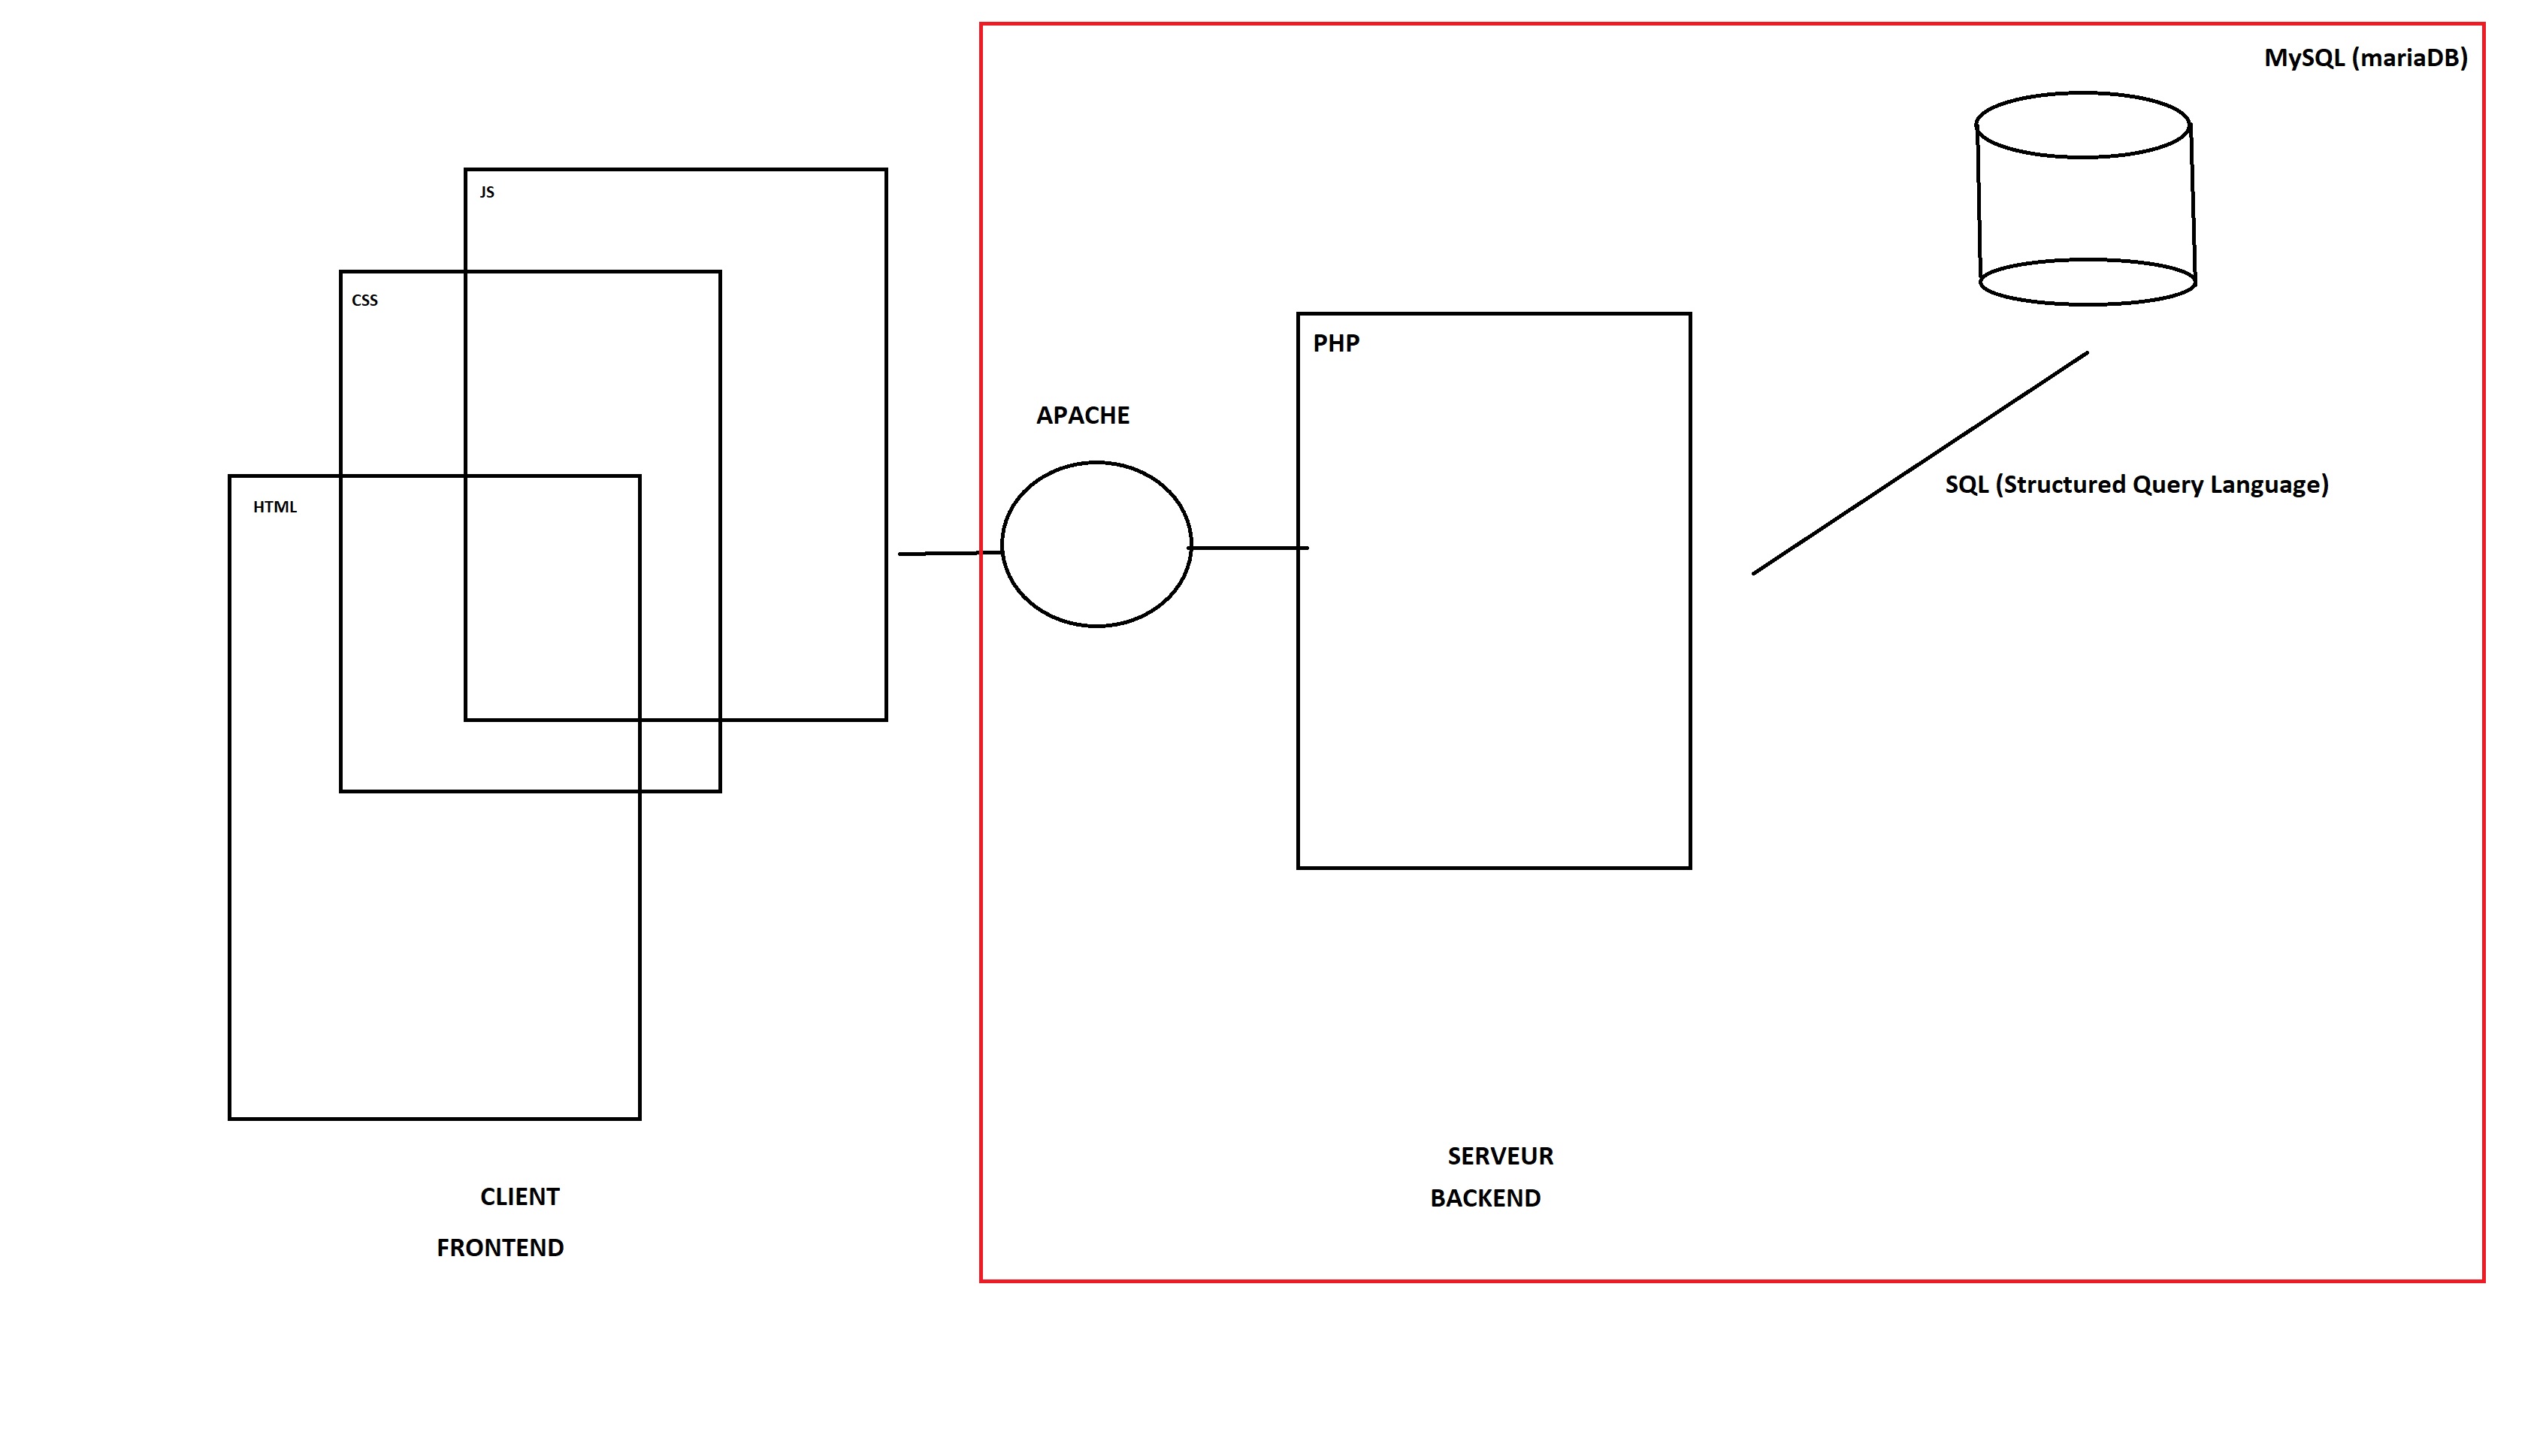 JS
CSS
HTML
CLIENT
FRONTEND
APACHE
PHP
MySQL (mariaDB)
SQL (Structured Query Language)
SERVEUR
BACKEND